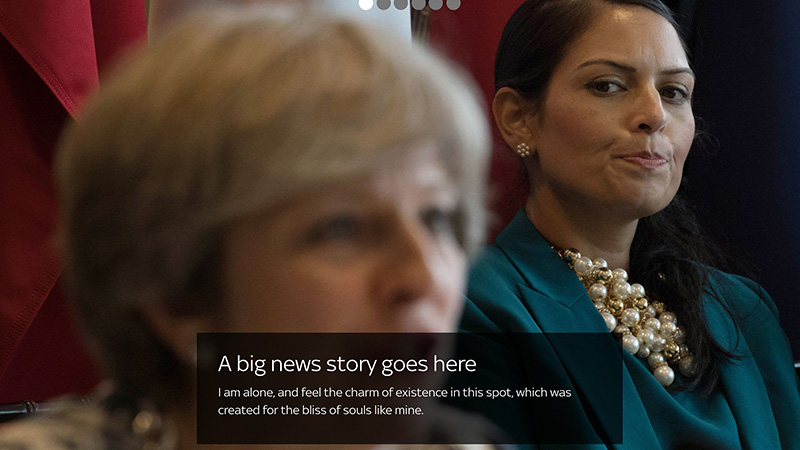 A big news story goes here
I am alone, and feel the charm of existence in this spot, which was
created for the bliss of souls like mine.